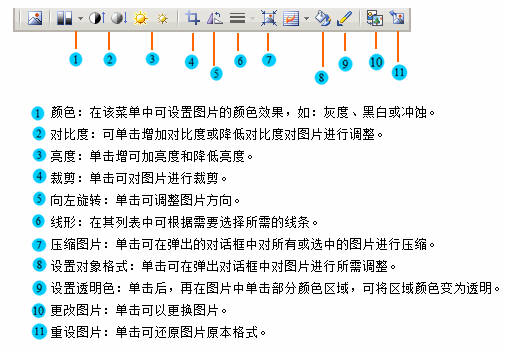 1 2 3 4 5 6 7 8 9 10 11
1 颜色：在该菜单中可设置图片的颜色效果，如：灰度、黑白或冲蚀。
2 对比度：可单击增加对比度或降低对比度对图片进行调整。
3 亮度：单击增可加亮度和降低亮度。
4 裁剪：单击可对图片进行裁剪。
5 向左旋转：单击可调整图片方向。
6 线形：在其列表中可根据需要选择所需的线条。
7 压缩图片：单击可在弹出的对话框中对所有或选中的图片进行压缩。
8 设置对象格式：单击可在弹出对话框中对图片进行所需调整。
9 设置透明色：单击后，再在图片中单击部分颜色区域，可将区域颜色变为透明。
10 更改图片：单击可以更换图片。
11 重设图片：单击可还原图片原本格式。